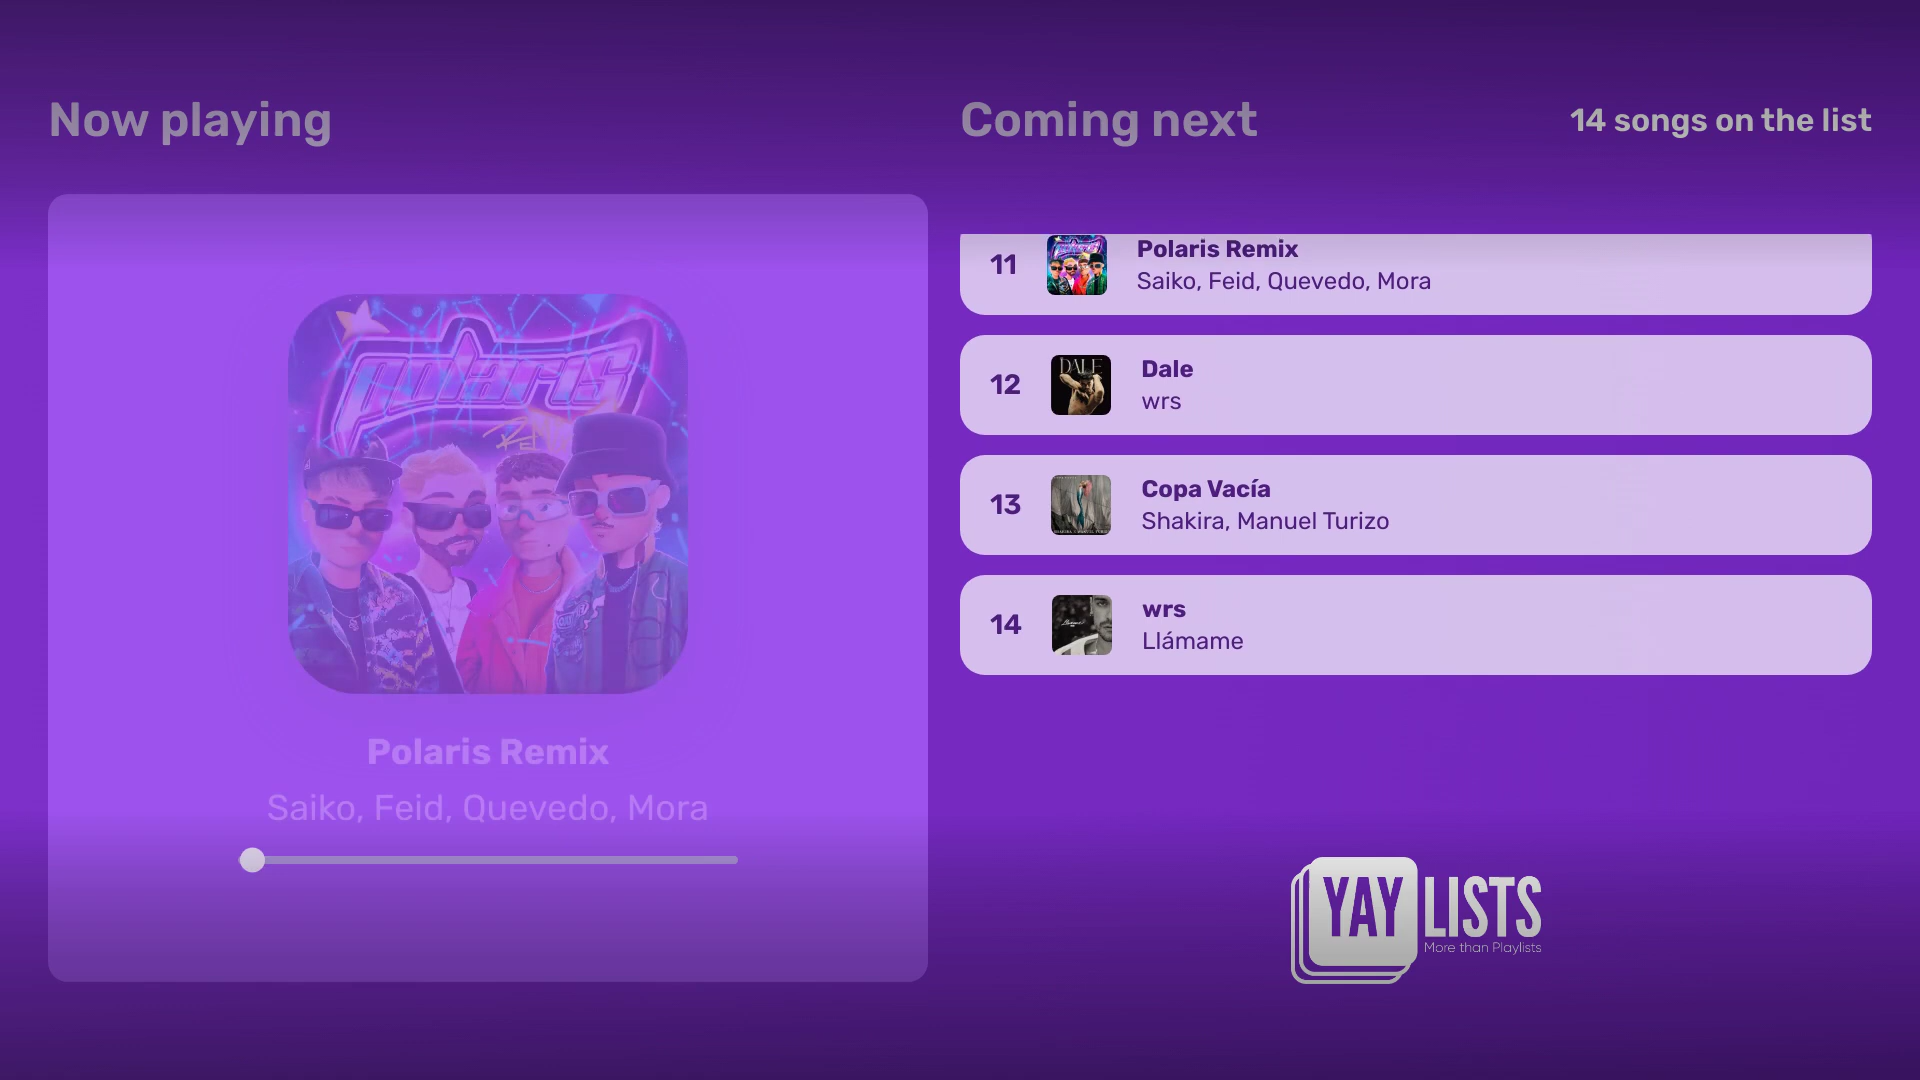 Now playing
polaris
Polaris Remix
Saiko, Feid, Quevedo, Mora
Coming next
14 songs on the list
11
Polaris Remix
Saiko, Feid, Quevedo, Mora
12
DALE
Dale
wrs
13
Copa Vacía
Shakira, Manuel Turizo
14
wrs
Llámame
YAY LISTS
More than Playlists